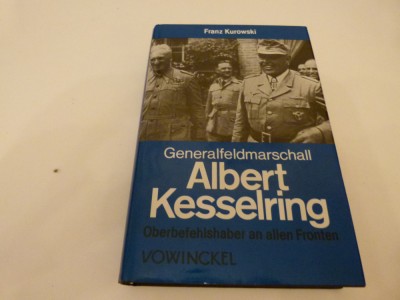 Franz Kurowski
Generalfeldmarschall
Albert
Kesselring
Oberbefehlshaber an allen Fronten
VOWINCKEL